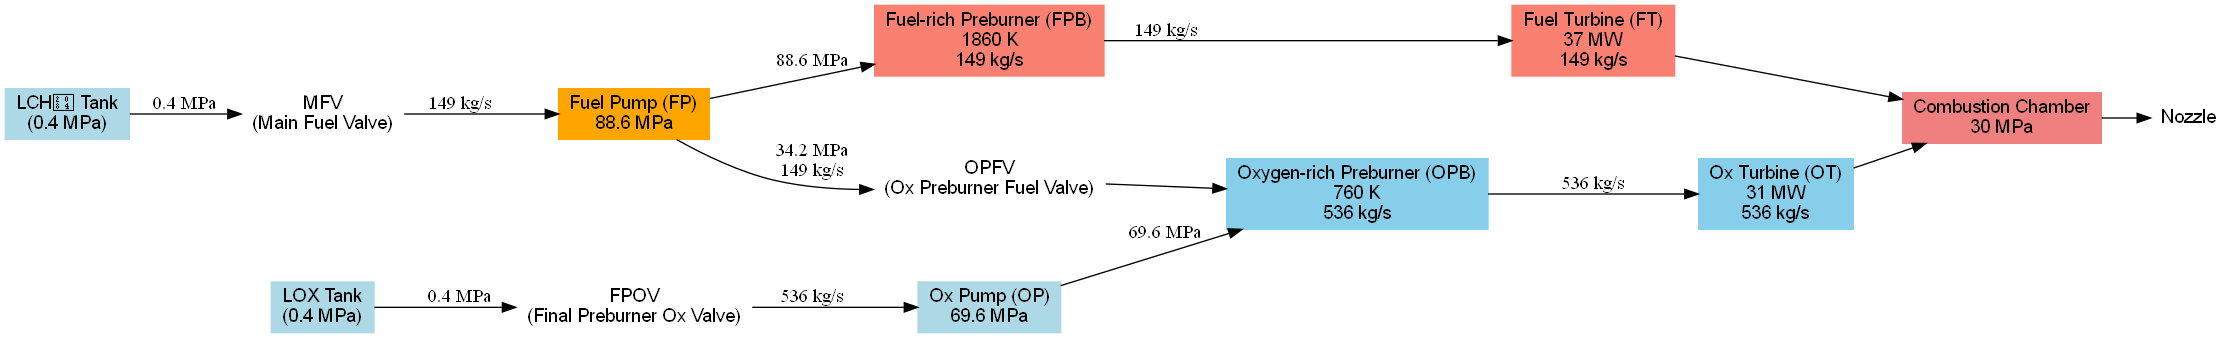 Fuel-rich Preburner (FPB)
1860 K
149 kg/s
149 kg/s
Fuel Turbine (FT)
37 MW
149 kg/s
88.6 MPa
LCH Tank
(0.4 MPa)
0.4 MPa
MFV
(Main Fuel Valve)
149 kg/s
Fuel Pump (FP)
88.6 MPa
Combustion Chamber
30 MPa
Nozzle
34.2 MPa
149 kg/s
OPFV
(Ox Preburner Fuel Valve)
Oxygen-rich Preburner (OPB)
760 K
536 kg/s
536 kg/s
Ox Turbine (OT)
31 MW
536 kg/s
69.6 MPa
LOX Tank
(0.4 MPa)
0.4 MPa
FPOV
(Final Preburner Ox Valve)
536 kg/s
Ox Pump (OP)
69.6 MPa